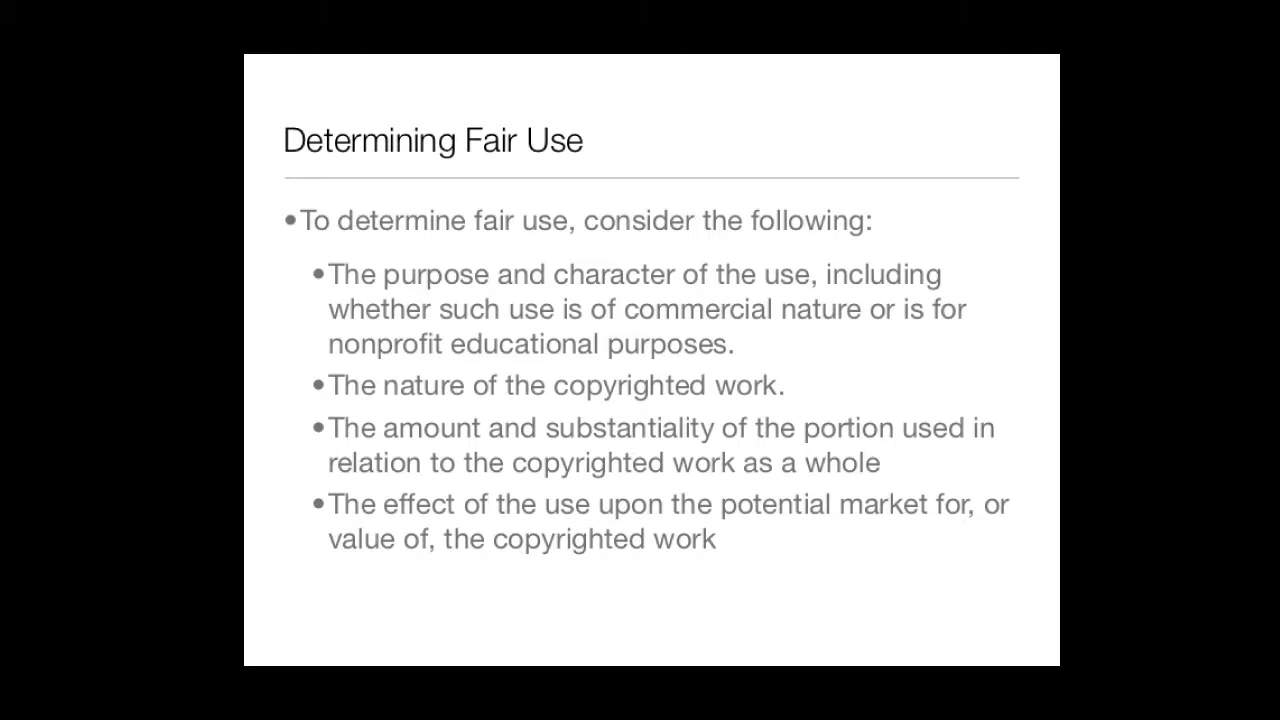 Determining Fair Use
•To determine fair use, consider the following:
•The purpose and character of the use, including
whether such use is of commercial nature or is for
nonprofit educational purposes.
•The nature of the copyrighted work.
•The amount and substantiality of the portion used in
relation to the copyrighted work as a whole
•The effect of the use upon the potential market for, or
value of, the copyrighted work